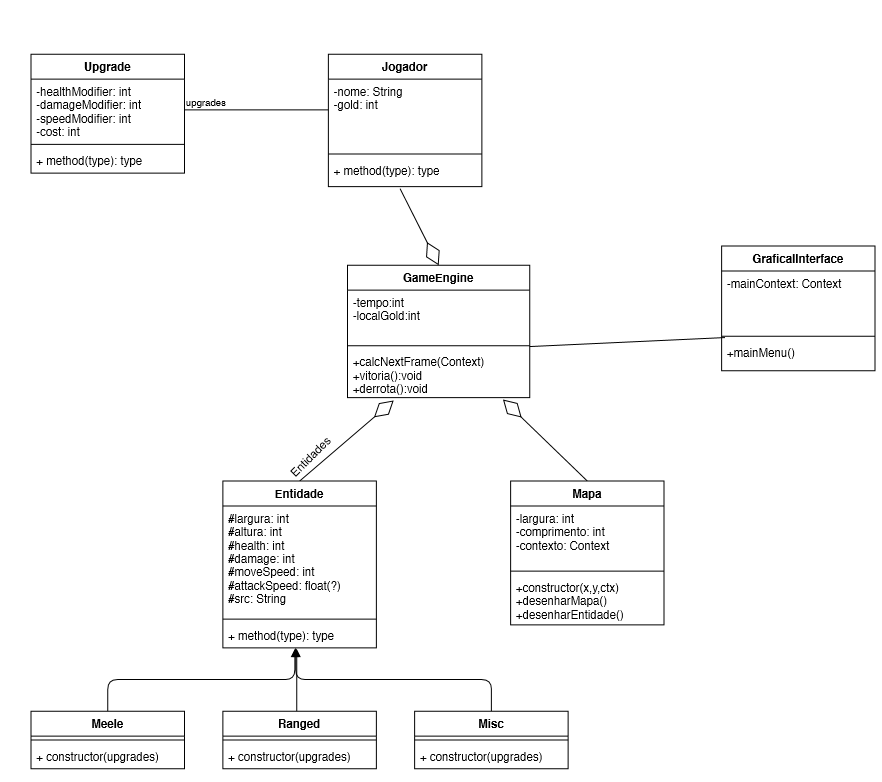 Upgrade
-healthModifier: int
-damageModifier: int
-speedModifier: int
-cost: int
+ method(type): type
upgrades
Jogador
-nome: String
-gold: int
+ method(type): type
GameEngine
-tempo:int
-localGold:int
+calcNextFrame(Context)
+vitoria():void
+derrota():void
GraficalInterface
-mainContext: Context
+mainMenu()
Entidades
Entidade
#largura: int
#altura: int
#health: int
#damage: int
#moveSpeed: int
#attackSpeed: float(?)
#src: String
+ method(type): type
Mapa
-largura: int
-comprimento: int
-contexto: Context
+constructor(x,y,ctx)
+desenharMapa()
+desenharEntidade()
Meele
+ constructor(upgrades)
Ranged
+ constructor(upgrades)
Misc
+ constructor(upgrades)